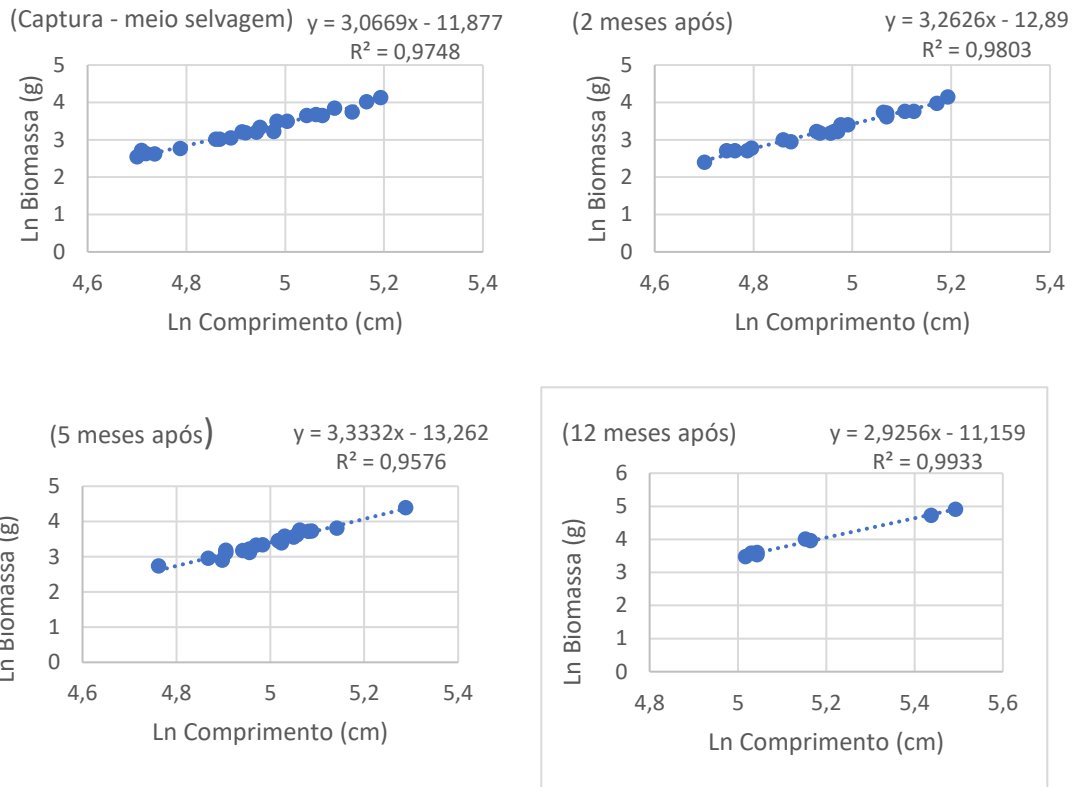 (Captura - meio selvagem) y = 3,0669x - 11,877
R² = 0,9748
5
4
3
2
1
0
4,6 4,8 5 5,2 5,4
Ln Biomassa (g)
Ln Comprimento (cm)
(2 meses após) y = 3,2626x - 12,89
R² = 0,9803
5
4
3
2
1
0
4,6 4,8 5 5,2 5,4
Ln Biomassa (g)
Ln Comprimento (cm)
(5 meses após) y = 3,3332x - 13,262
R² = 0,9576
5
4
3
2
1
0
4,6 4,8 5 5,2 5,4
Ln Biomassa (g)
Ln Comprimento (cm)
(12 meses após) y = 2,9256x - 11,159
R² = 0,9933
6
5
4
3
2
1
0
4,8 5 5,2 5,4 5,6
Ln Biomassa (g)
Ln Comprimento (cm)